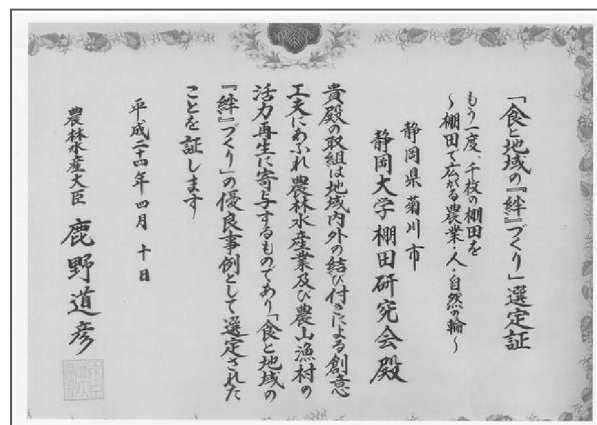 「食と地域の『絆』づくり」選定証
もう一度、千枚の棚田を
～棚田で広がる農業・人・自然の輪～
静岡県菊川市
静岡大学棚田研究会殿
貴殿の取組は地域内外の結び付きによる創意
工夫にあふれ農林水産業及び農山漁村の
活力再生に寄与するものであり「食と地域の
『絆』づくり」の優良事例として選定された
ことを証します
平成二十四年四月十日
農林水産大臣 鹿野道彦